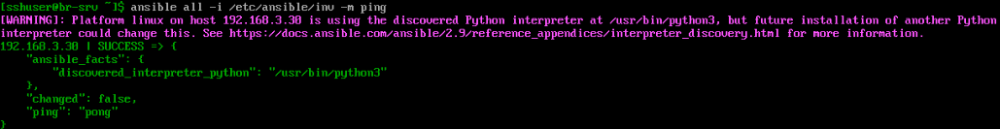 [sshuser@br-srv ~]$ ansible all -i /etc/ansible/inv -m ping
[WARNING]: Platform linux on host 192.168.3.30 is using the discovered Python interpreter at /usr/bin/python3, but future installation of another Python
interpreter could change this. See https://docs.ansible.com/ansible/2.9/reference_appendices/interpreter_discovery.html for more information.
192.168.3.30 | SUCCESS => {
    "ansible_facts": {
        "discovered_interpreter_python": "/usr/bin/python3"
    },
    "changed": false,
    "ping": "pong"
}